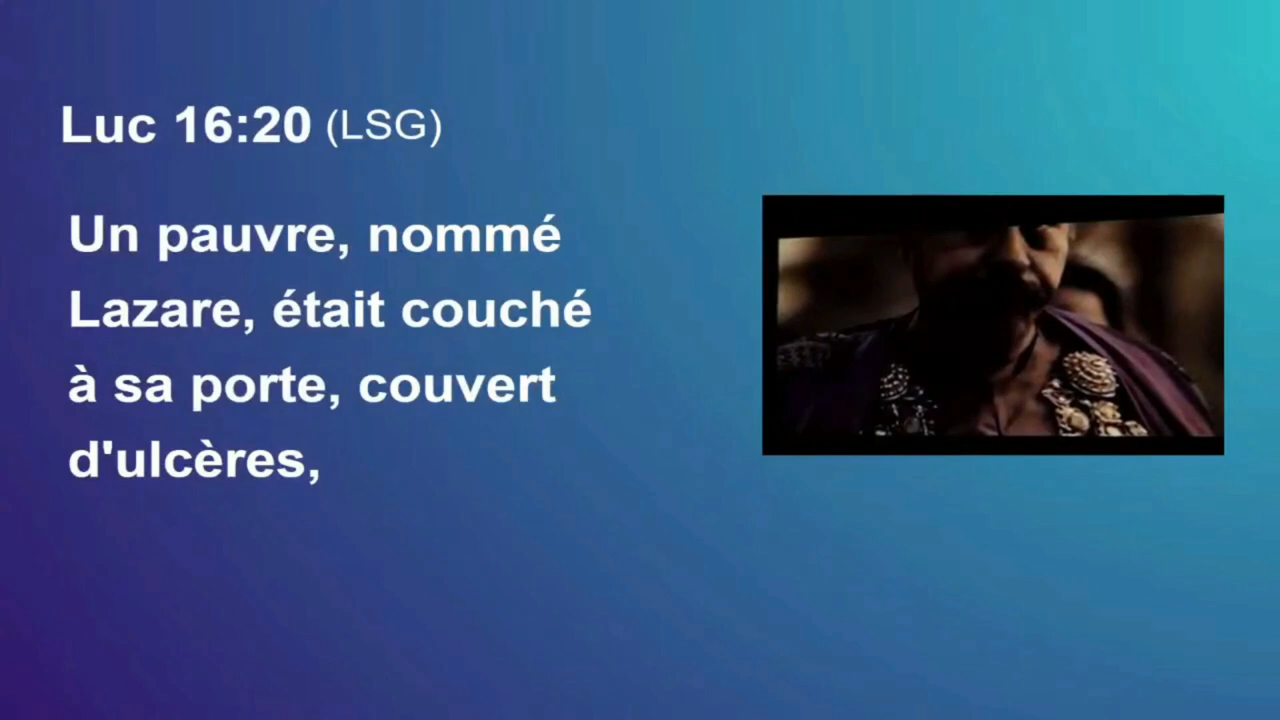 Luc 16:20 (LSG)
Un pauvre, nommé
Lazare, était couché
à sa porte, couvert
d'ulcères,